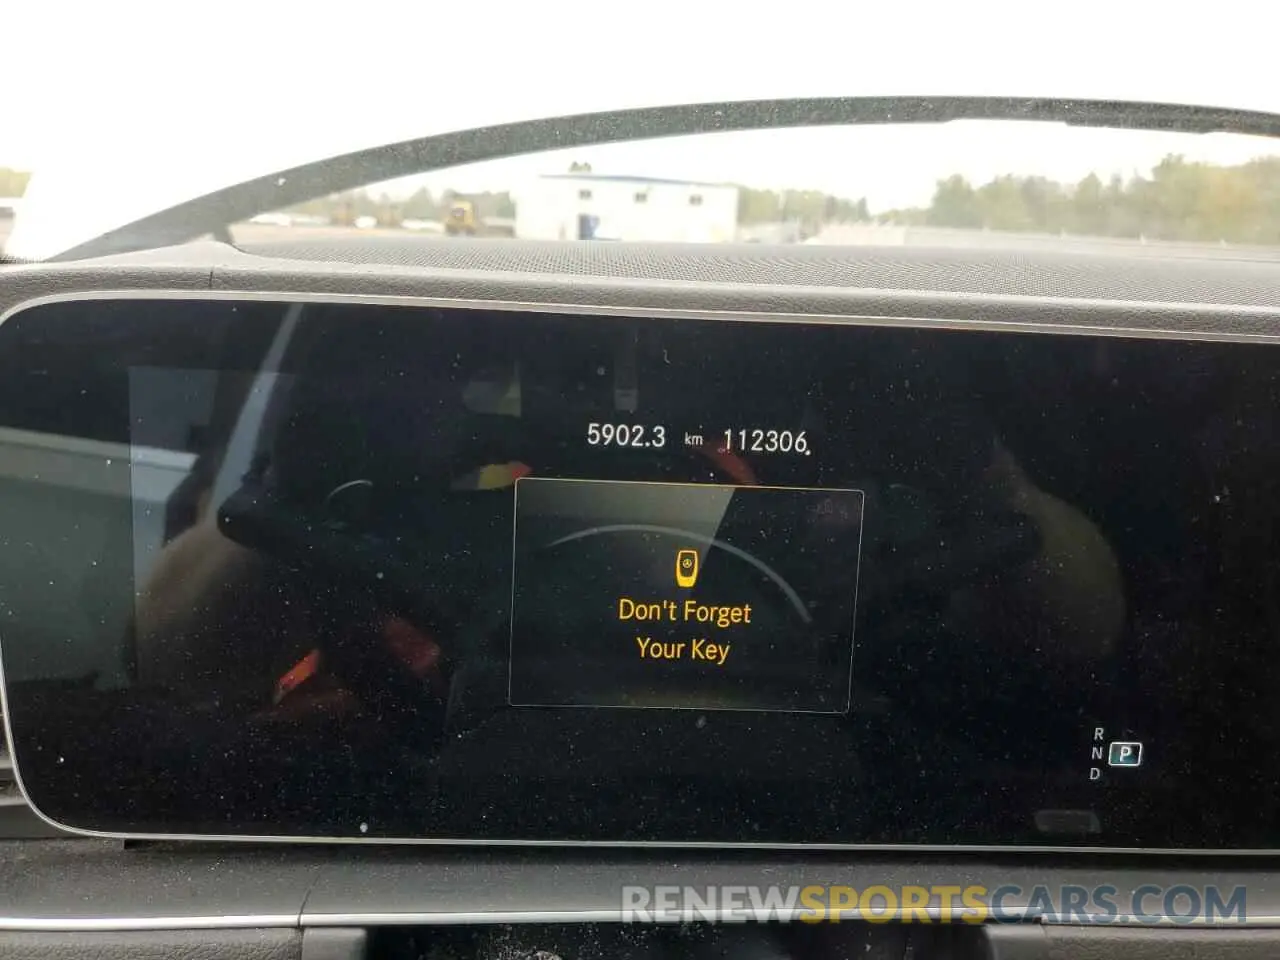 5902.3 km 112306
Don't Forget
Your Key
R
N P
D
RENEWSPORTSCARS.COM